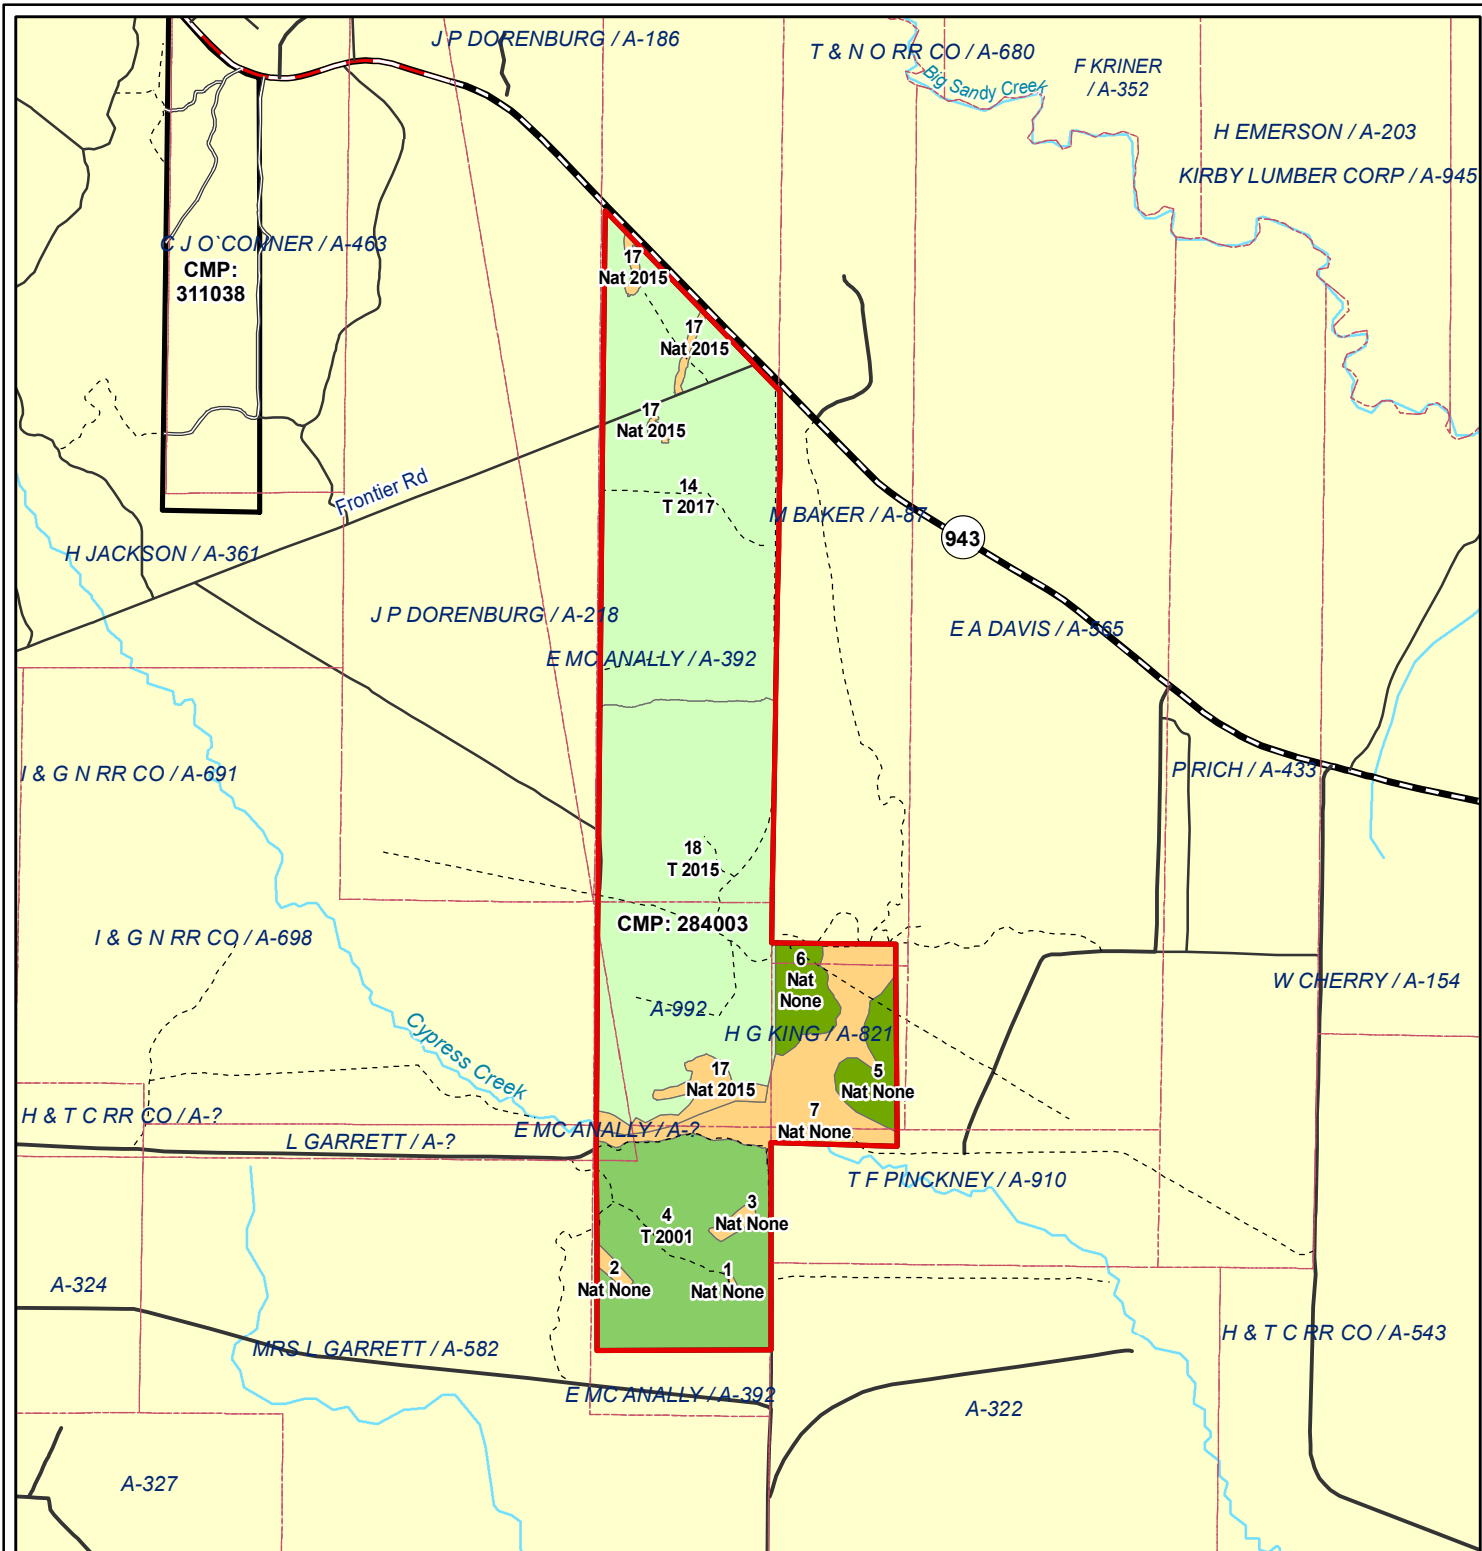 J P DORENBURG / A-186
T & N O RR CO / A-680
Big Sandy Creek
F KRINER
/ A-352
H EMERSON / A-203
KIRBY LUMBER CORP / A-945
C J O`CONNER / A-463
CMP:
311038
17
Nat 2015
17
Nat 2015
17
Nat 2015
Frontier Rd
14
T 2017
M BAKER / A-87
943
H JACKSON / A-361
J P DORENBURG / A-218
E A DAVIS / A-565
E MC ANALLY / A-392
I & G N RR CO / A-691
P RICH / A-433
18
T 2015
CMP: 284003
I & G N RR CO / A-698
6
Nat
None
W CHERRY / A-154
A-992
H G KING / A-821
Cypress Creek
17
Nat 2015
5
Nat None
7
Nat None
H & T C RR CO / A-?
L GARRETT / A-?
E MC ANALLY / A-?
T F PINCKNEY / A-910
4
T 2001
3
Nat None
2
Nat None
1
Nat None
A-324
MRS L GARRETT / A-582
H & T C RR CO / A-543
E MC ANALLY / A-392
A-322
A-327